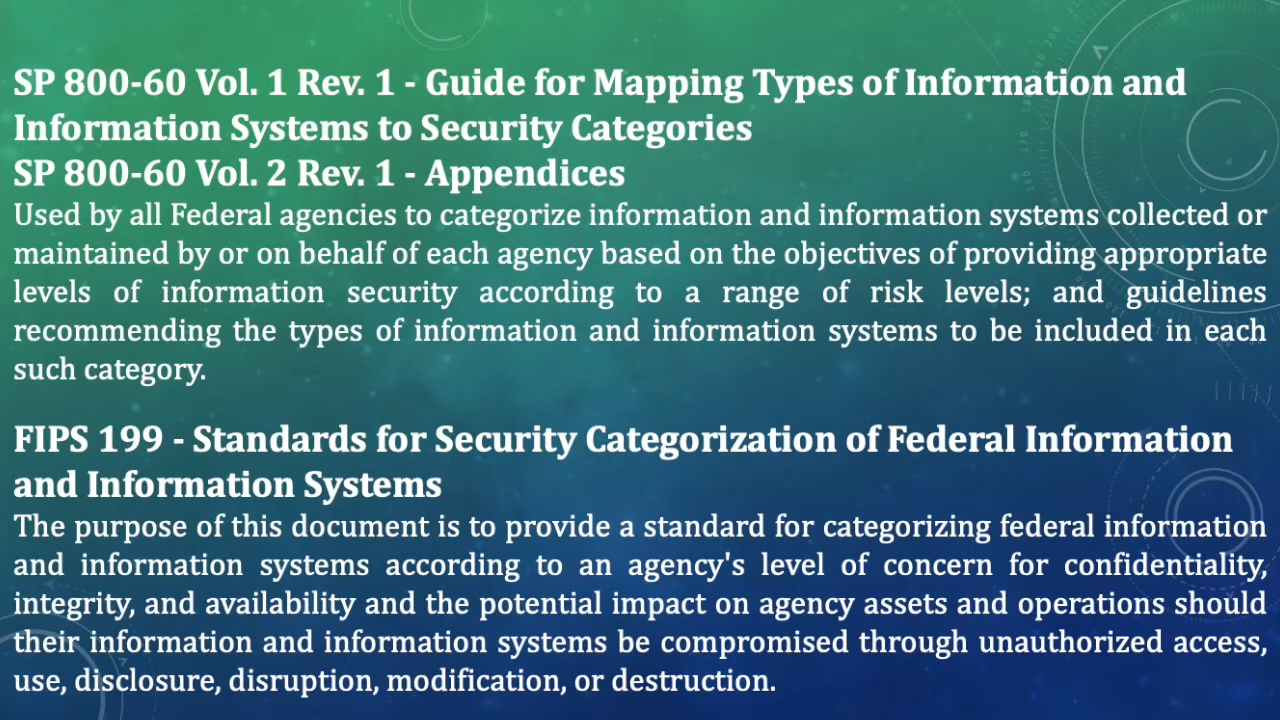 SP 800-60 Vol. 1 Rev. 1 - Guide for Mapping Types of Information and
Information Systems to Security Categories
SP 800-60 Vol. 2 Rev. 1 - Appendices
Used by all Federal agencies to categorize information and information systems collected or
maintained by or on behalf of each agency based on the objectives of providing appropriate
levels of information security according to a range of risk levels; and guidelines
recommending the types of information and information systems to be included in each
such category.
FIPS 199 - Standards for Security Categorization of Federal Information
and Information Systems
The purpose of this document is to provide a standard for categorizing federal information
and information systems according to an agency's level of concern for confidentiality,
integrity, and availability and the potential impact on agency assets and operations should
their information and information systems be compromised through unauthorized access,
use, disclosure, disruption, modification, or destruction.